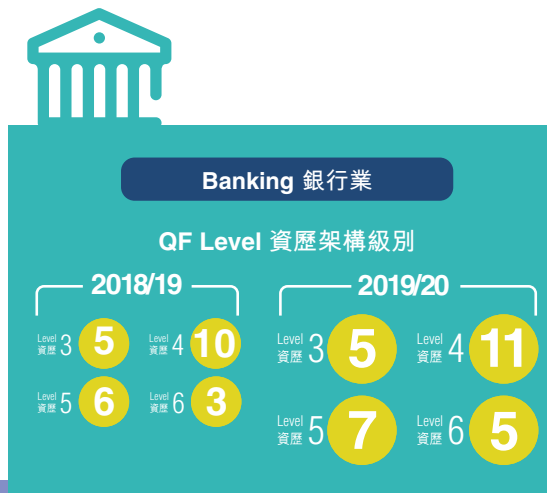 Banking 銀行業
QF Level 資歷架構級別
2018/19
Level 資歷 3 5
Level 資歷 4 10
Level 資歷 5 6
Level 資歷 6 3
2019/20
Level 資歷 3 5
Level 資歷 4 11
Level 資歷 5 7
Level 資歷 6 5